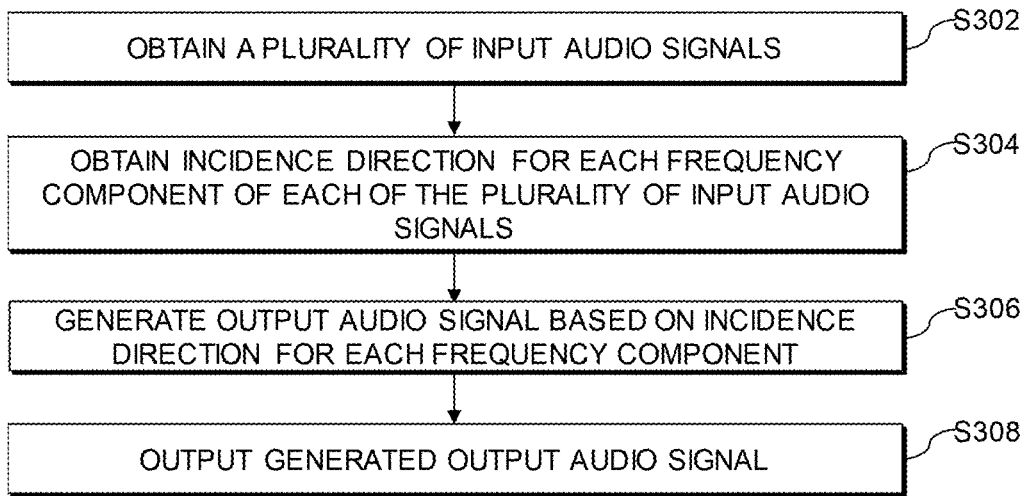 S302
OBTAIN A PLURALITY OF INPUT AUDIO SIGNALS
S304
OBTAIN INCIDENCE DIRECTION FOR EACH FREQUENCY
COMPONENT OF EACH OF THE PLURALITY OF INPUT AUDIO
SIGNALS
S306
GENERATE OUTPUT AUDIO SIGNAL BASED ON INCIDENCE
DIRECTION FOR EACH FREQUENCY COMPONENT
S308
OUTPUT GENERATED OUTPUT AUDIO SIGNAL